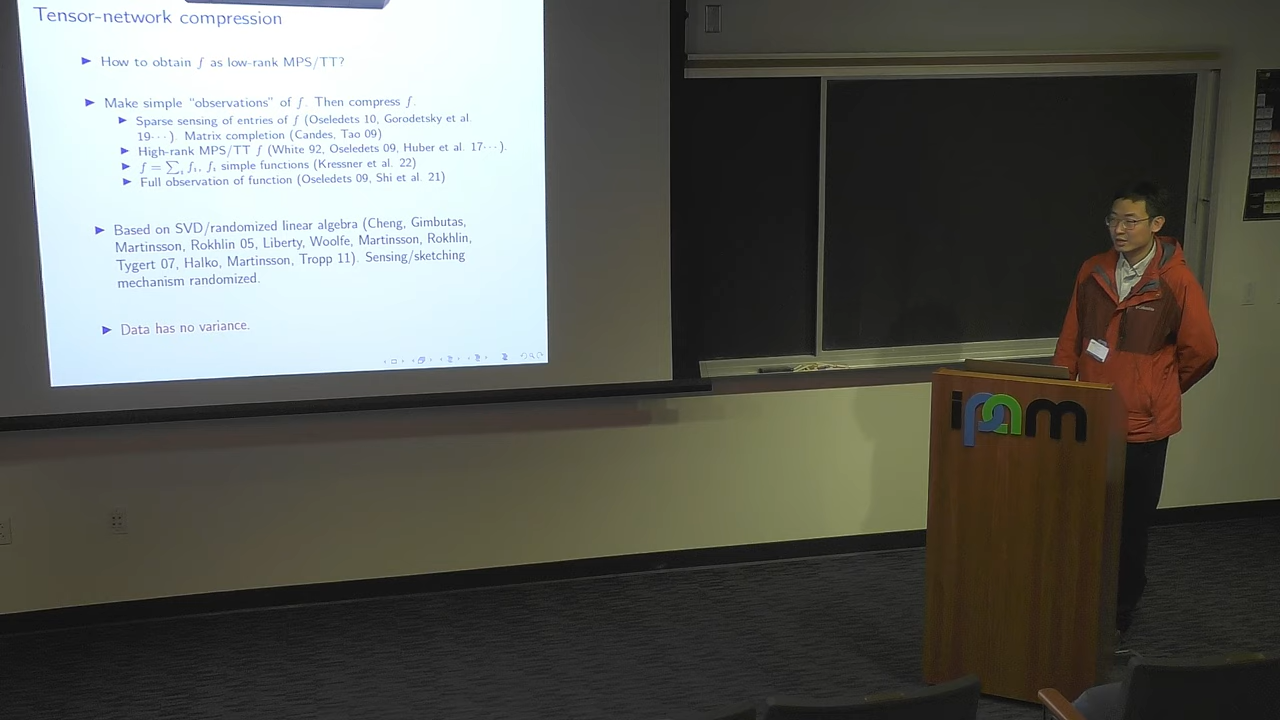 Tensor-network compression
How to obtain f as low-rank MPS/TT?
Make simple “observations” of f. Then compress f.
Sparse sensing of entries of f (Oseledets 10, Gorodetsky et al
19···). Matrix completion (Candes, Tao 09)
High-rank MPS/TT f (White 92, Oseledets 09, Huber et al. 17···).
f = ∑ᵢ fᵢ, fᵢ simple functions (Kressner et al. 22)
Full observation of function (Oseledets 09, Shi et al. 21)
Based on SVD/randomized linear algebra (Cheng, Gimbutas,
Martinsson, Rokhlin 05, Liberty, Woolfe, Martinsson, Rokhlin,
Tygert 07, Halko, Martinsson, Tropp 11). Sensing/sketching
mechanism randomized.
Data has no variance.
ipam